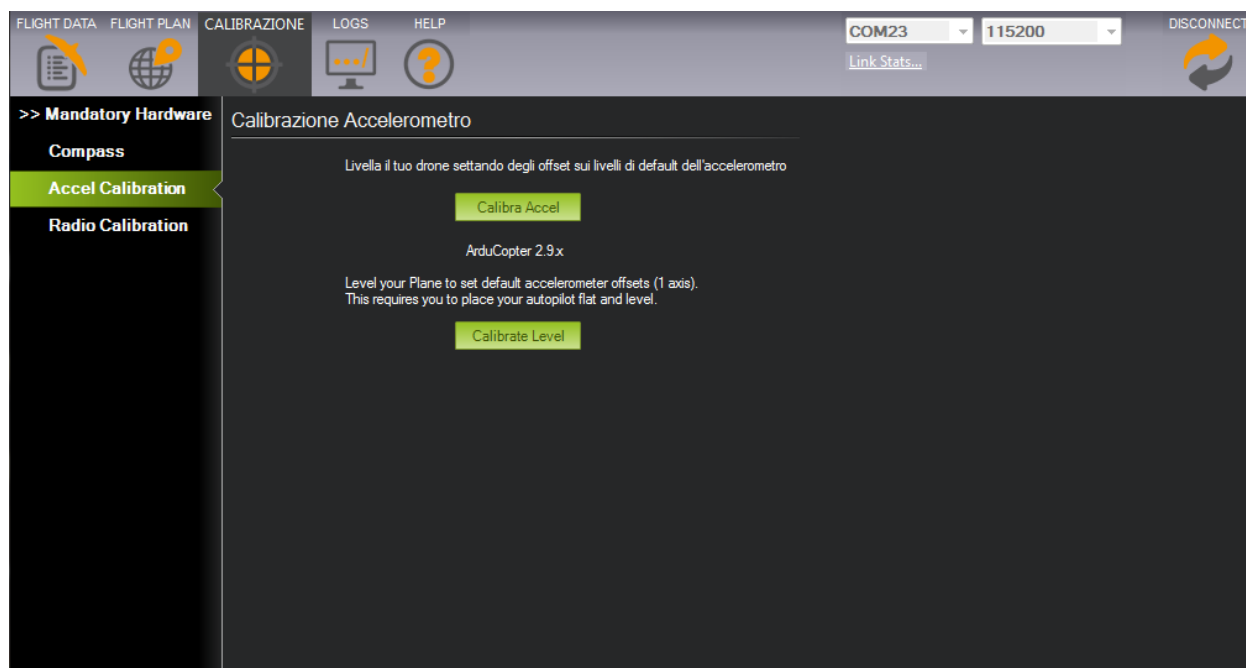 FLIGHT DATA FLIGHT PLAN CALIBRAZIONE LOGS HELP
COM23 115200 DISCONNECT
Link Stats...
>> Mandatory Hardware
Compass
Accel Calibration
Radio Calibration
Calibrazione Accelerometro
Livella il tuo drone settando degli offset sui livelli di default dell'accelerometro
Calibra Accel
ArduCopter 2.9.x
Level your Plane to set default accelerometer offsets (1 axis).
This requires you to place your autopilot flat and level.
Calibrate Level